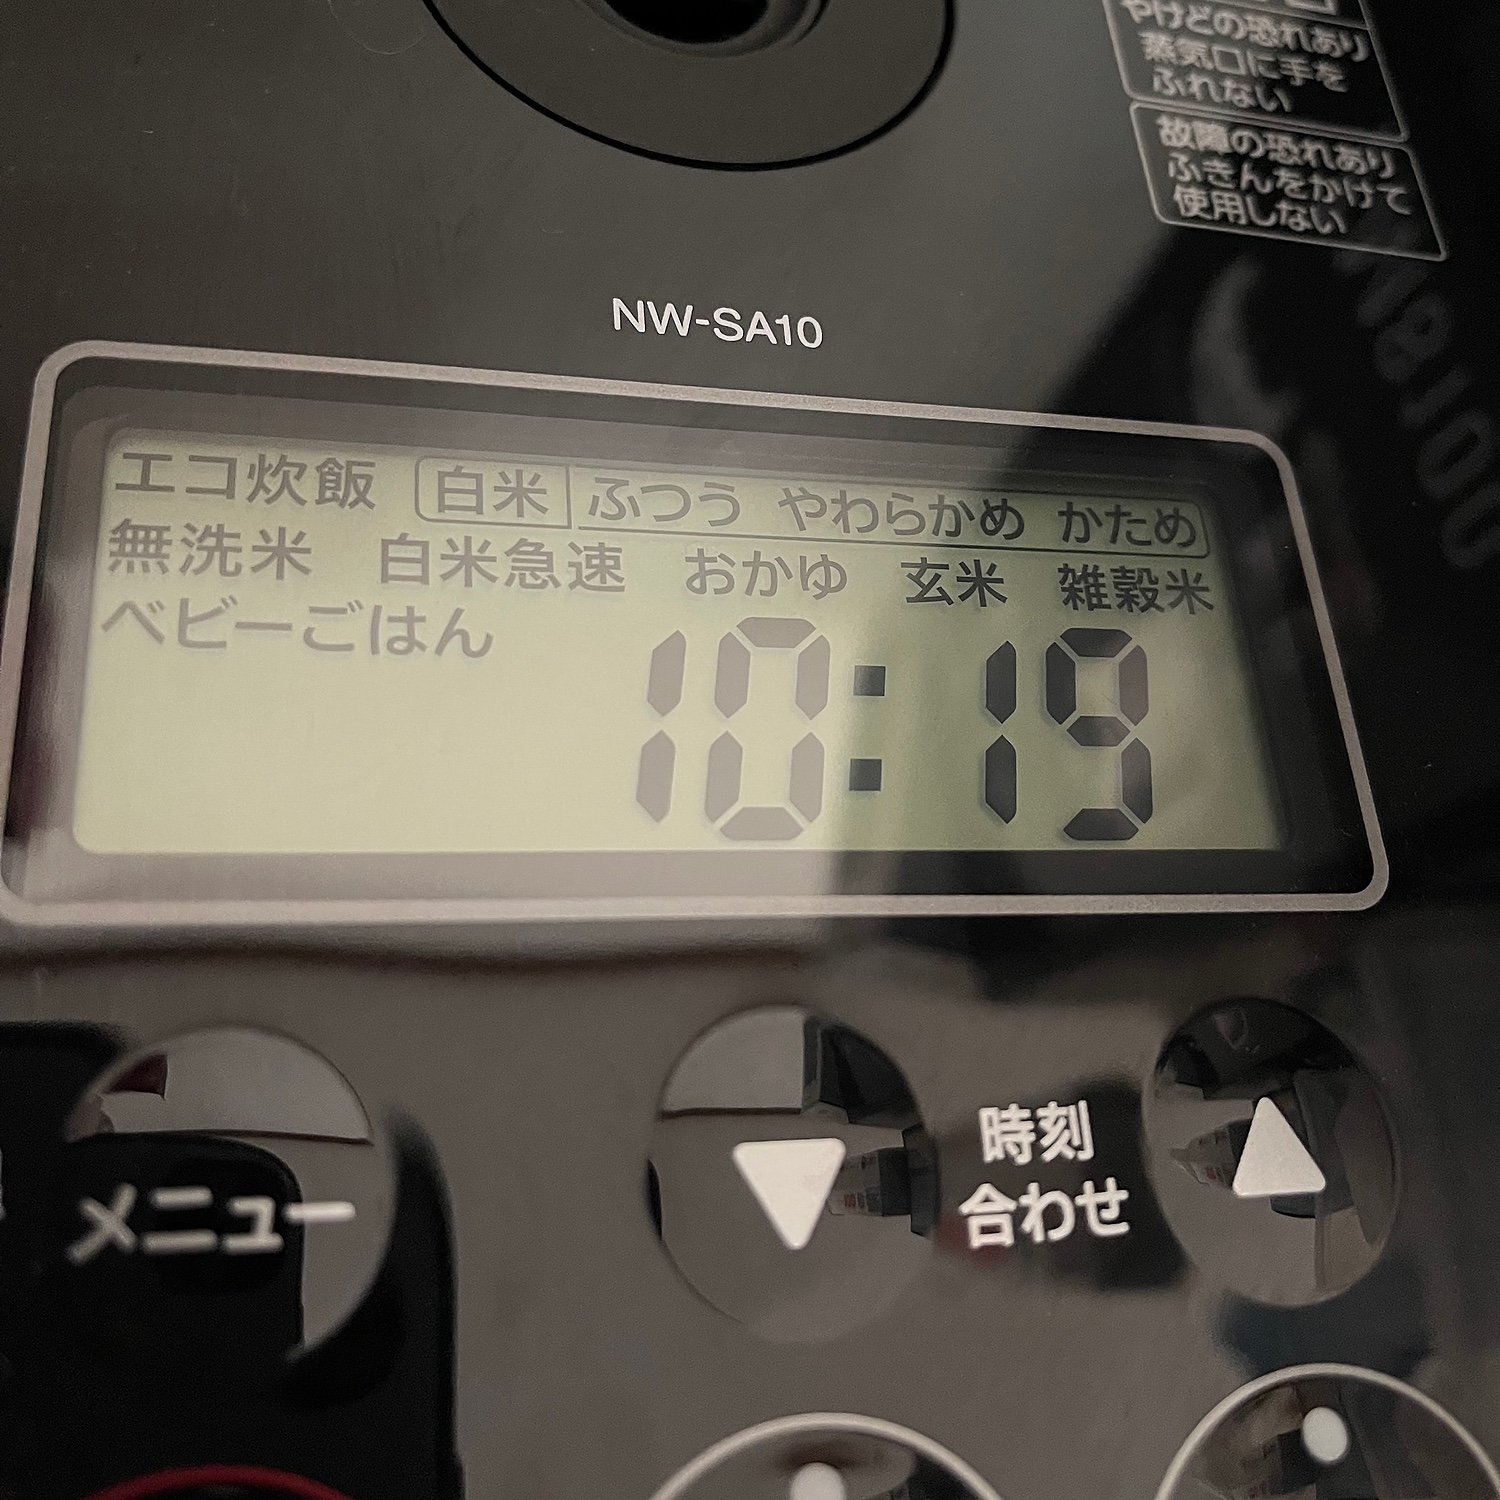 やけどの恐れあり
蒸気口に手を
ふれない
故障の恐れあり
ふきんをかけて
使用しない
NW-SA10
エコ炊飯 白米 ふつう やわらかめ かため
無洗米 白米急速 おかゆ 玄米 雑穀米
ベビーごはん
10:19
メニュー
▼
時刻
合わせ
▲